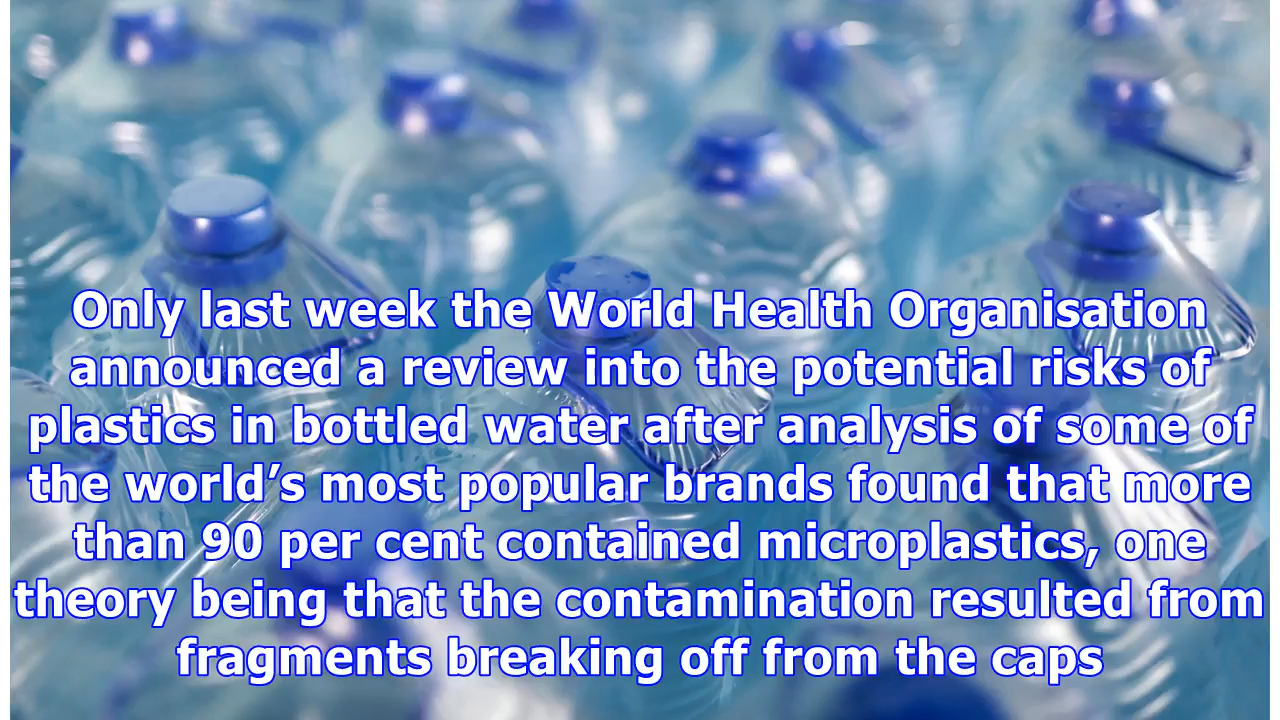 Only last week the World Health Organisation
announced a review into the potential risks of
plastics in bottled water after analysis of some of
the world’s most popular brands found that more
than 90 per cent contained microplastics, one
theory being that the contamination resulted from
fragments breaking off from the caps